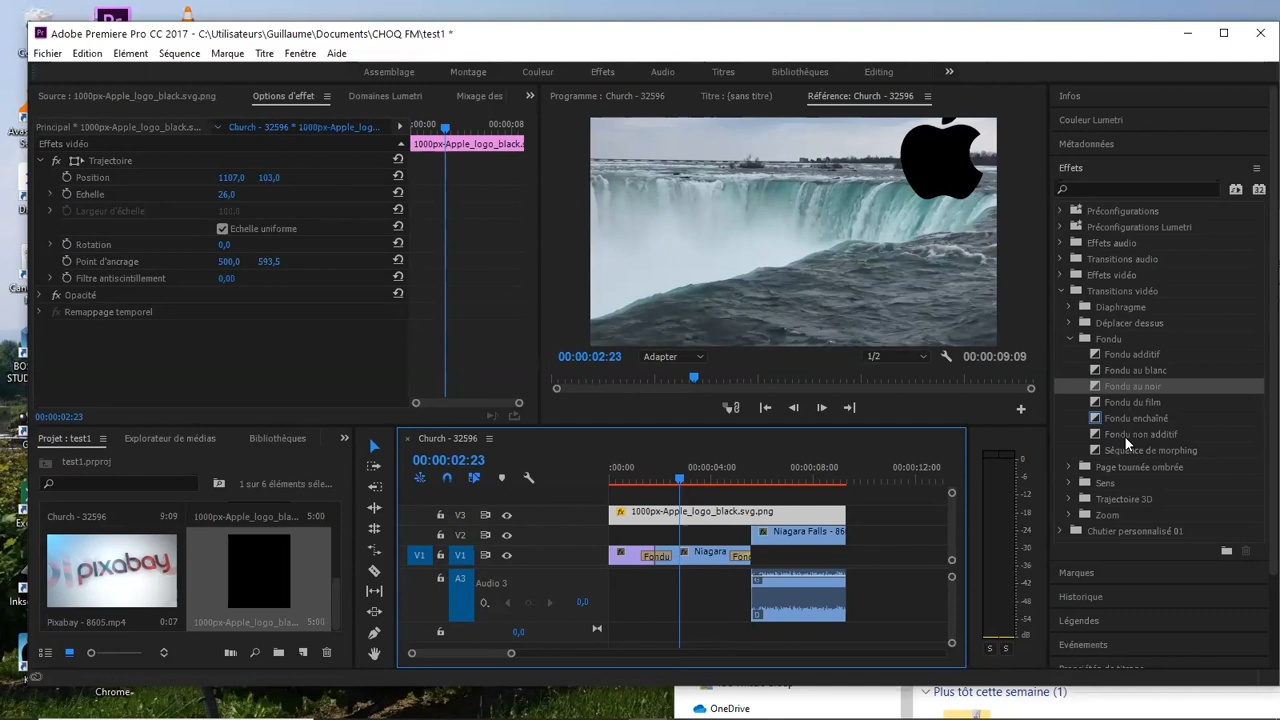 Adobe Premiere Pro CC 2017 - C:\Utilisateurs\Guillaume\Documents\CHOQ FM\test1 *
Fichier Edition Elément Séquence Marque Titre Fenêtre Aide
Assemblage Montage Couleur Effets Audio Titres Bibliothèques Editing
Source : 1000px-Apple_logo_black.svg.png Options d'effet Domaines Lumetri Mixage des
Programme : Church - 32596 Titre : (sans titre) Référence: Church - 32596
Infos
Couleur Lumetri
Métadonnées
Effets
Principal * 1000px-Apple_logo_black.s... Church - 32596 * 1000px-Apple_log...
:00:00 00:00:08
Effets vidéo
1000px-Apple_logo_black.
Trajectoire
Position 1107,0 103,0
Echelle 26,0
Largeur d'échelle 100,0
Echelle uniforme
Rotation 0,0
Point d'ancrage 500,0 593,5
Filtre antiscintillement 0,00
Opacité
Remappage temporel
00:00:02:23
00:00:02:23 Adapter 1/2 00:00:09:09
Préconfigurations
Préconfigurations Lumetri
Effets audio
Transitions audio
Effets vidéo
Transitions vidéo
Diaphragme
Déplacer dessus
Fondu
Fondu additif
Fondu au blanc
Fondu au noir
Fondu du film
Fondu enchaîné
Fondu non additif
Séquence de morphing
Page tournée ombrée
Sens
Trajectoire 3D
Zoom
Chutier personnalisé 01
Marques
Historique
Légendes
Evénements
Projet : test1 Explorateur de médias Bibliothèques
test1.prproj
1 sur 6 éléments séle...
Church - 32596 9:09 1000px-Apple_logo_bla... 5:00
pixabay
Pixabay - 8605.mp4 0:07 1000px-Apple_logo_bla... 5:00
Church - 32596
00:00:02:23
:00:00 00:00:04:00 00:00:08:00 00:00:12:00
V3 1000px-Apple_logo_black.svg.png
V2 Niagara Falls - 86
V1 V1 Fondu Niagara Fond
A3 Audio 3
0,0
0,0
0
-6
-12
-18
-24
-30
-36
-42
-48
-54
dB
S S
Chrome-
OneDrive
Plus tôt cette semaine (1)